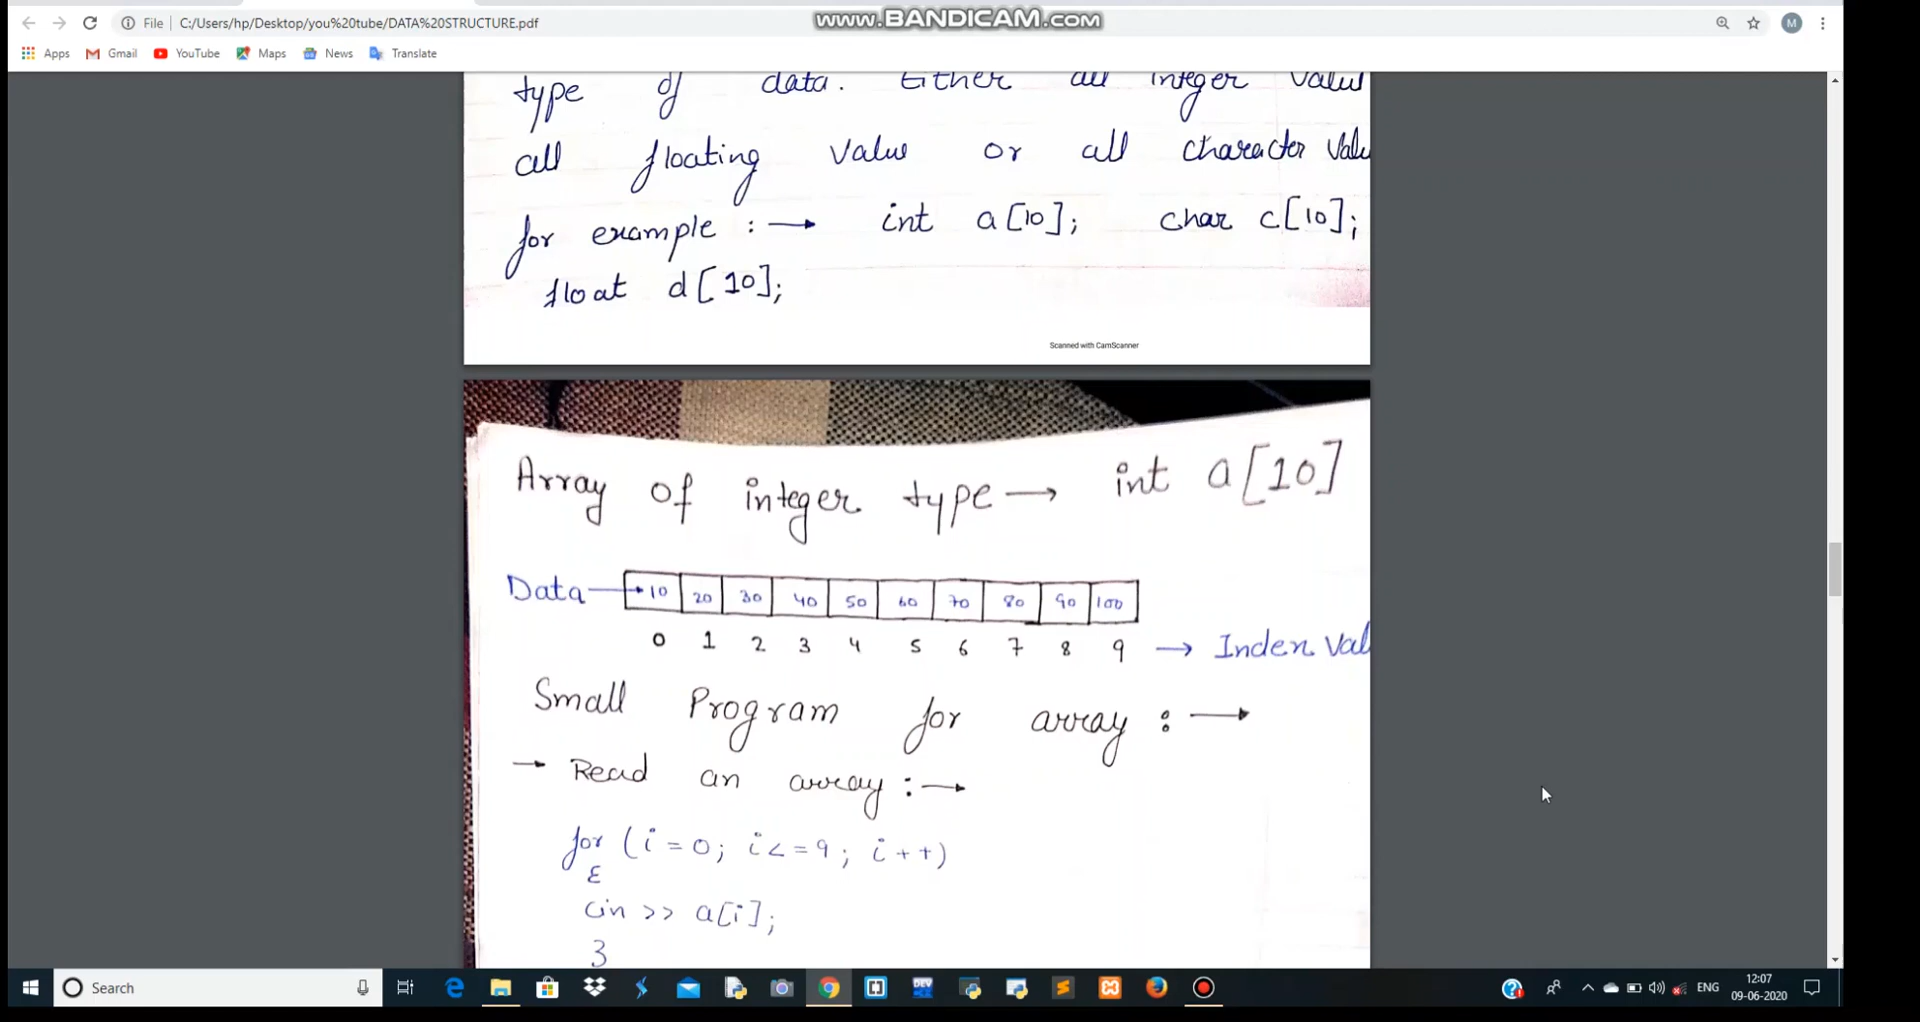 www.BANDICAM.com
File C:/Users/hp/Desktop/you%20tube/DATA%20STRUCTURE.pdf
M
Apps Gmail YouTube Maps News Translate
type of data. Either all integer Valu
all floating Value or all character Valu
for example :→ int a[10]; char c[10];
float d[10];
Scanned with CamScanner
Array of integer type → int a[10]
Data → 10 20 30 40 50 60 70 80 90 100
0 1 2 3 4 5 6 7 8 9 → Index Val
Small Program for array :→
→ Read an array :→
for (i=0; i<=9; i++)
{
cin >> a[i];
}
Search
DEV
ENG
12:07
09-06-2020